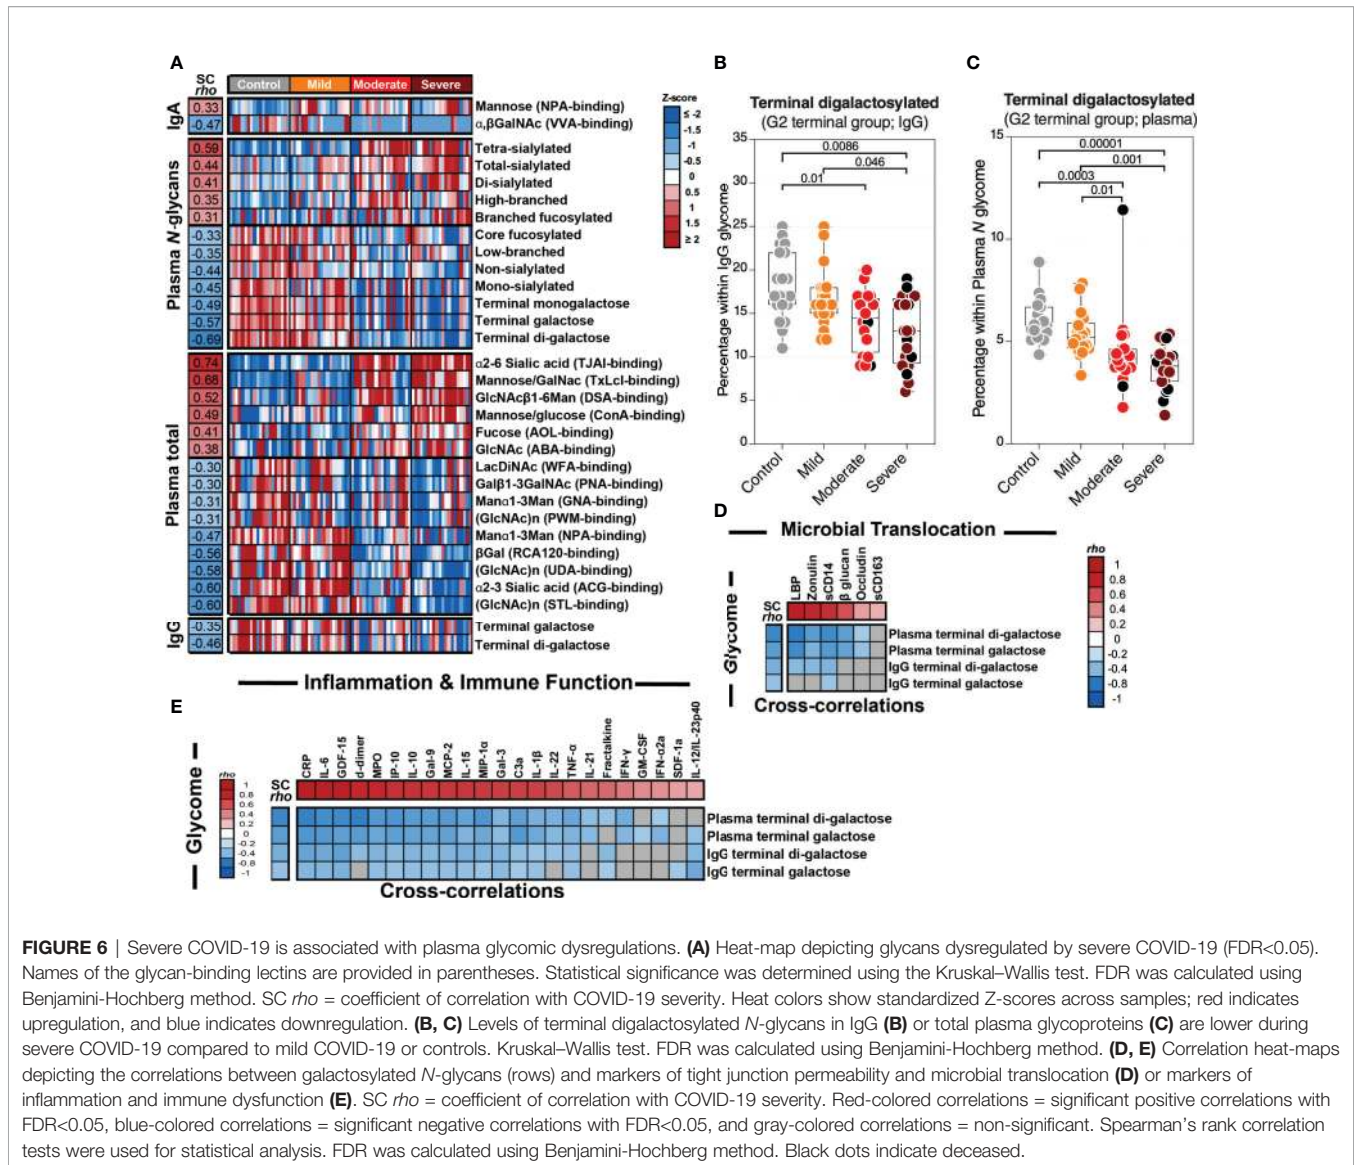 A
SC
rho
Control Mild Moderate Severe
IgA
0.33 Mannose (NPA-binding)
-0.47 α,βGalNAc (VVA-binding)
Plasma N-glycans
0.59 Tetra-sialylated
0.44 Total-sialylated
0.41 Di-sialylated
0.35 High-branched
0.31 Branched fucosylated
-0.33 Core fucosylated
-0.35 Low-branched
-0.44 Non-sialylated
-0.45 Mono-sialylated
-0.49 Terminal monogalactose
-0.57 Terminal galactose
-0.69 Terminal di-galactose
Plasma total
0.74 α2-6 Sialic acid (TJAI-binding)
0.68 Mannose/GalNac (TxLcI-binding)
0.52 GlcNAcβ1-6Man (DSA-binding)
0.49 Mannose/glucose (ConA-binding)
0.41 Fucose (AOL-binding)
0.38 GlcNAc (ABA-binding)
-0.30 LacDiNAc (WFA-binding)
-0.30 Galβ1-3GalNAc (PNA-binding)
-0.31 Manα1-3Man (GNA-binding)
-0.31 (GlcNAc)n (PWM-binding)
-0.47 Manα1-3Man (NPA-binding)
-0.56 βGal (RCA120-binding)
-0.58 (GlcNAc)n (UDA-binding)
-0.60 α2-3 Sialic acid (ACG-binding)
-0.60 (GlcNAc)n (STL-binding)
IgG
-0.35 Terminal galactose
-0.46 Terminal di-galactose
Z-score
≤ -2
-1.5
-1
-0.5
0
0.5
1
1.5
≥ 2
B
Terminal digalactosylated
(G2 terminal group; IgG)
Percentage within IgG glycome
35
30
25
20
15
10
5
0
0.0086
0.046
0.01
Control Mild Moderate Severe
C
Terminal digalactosylated
(G2 terminal group; plasma)
Percentage within Plasma N glycome
15
10
5
0
0.00001
0.001
0.0003
0.01
Control Mild Moderate Severe
D
Microbial Translocation
Glycome
SC
rho
LBP Zonulin sCD14 β glucan Occludin sCD163
Plasma terminal di-galactose
Plasma terminal galactose
IgG terminal di-galactose
IgG terminal galactose
Cross-correlations
rho
1
0.8
0.6
0.4
0.2
0
-0.2
-0.4
-0.8
-1
E
Inflammation & Immune Function
Glycome
rho
1
0.8
0.6
0.4
0.2
0
-0.2
-0.4
-0.8
-1
SC
rho
CRP IL-6 GDF-15 d-dimer MPO IP-10 IL-10 Gal-9 MCP-2 IL-15 MIP-1α Gal-3 C3a IL-1β IL-22 TNF-α IL-21 Fractalkine IFN-γ GM-CSF IFN-α2a SDF-1a IL-12/IL-23p40
Plasma terminal di-galactose
Plasma terminal galactose
IgG terminal di-galactose
IgG terminal galactose
Cross-correlations
FIGURE 6 | Severe COVID-19 is associated with plasma glycomic dysregulations. (A) Heat-map depicting glycans dysregulated by severe COVID-19 (FDR<0.05).
Names of the glycan-binding lectins are provided in parentheses. Statistical significance was determined using the Kruskal–Wallis test. FDR was calculated using
Benjamini-Hochberg method. SC rho = coefficient of correlation with COVID-19 severity. Heat colors show standardized Z-scores across samples; red indicates
upregulation, and blue indicates downregulation. (B, C) Levels of terminal digalactosylated N-glycans in IgG (B) or total plasma glycoproteins (C) are lower during
severe COVID-19 compared to mild COVID-19 or controls. Kruskal–Wallis test. FDR was calculated using Benjamini-Hochberg method. (D, E) Correlation heat-maps
depicting the correlations between galactosylated N-glycans (rows) and markers of tight junction permeability and microbial translocation (D) or markers of
inflammation and immune dysfunction (E). SC rho = coefficient of correlation with COVID-19 severity. Red-colored correlations = significant positive correlations with
FDR<0.05, blue-colored correlations = significant negative correlations with FDR<0.05, and gray-colored correlations = non-significant. Spearman's rank correlation
tests were used for statistical analysis. FDR was calculated using Benjamini-Hochberg method. Black dots indicate deceased.